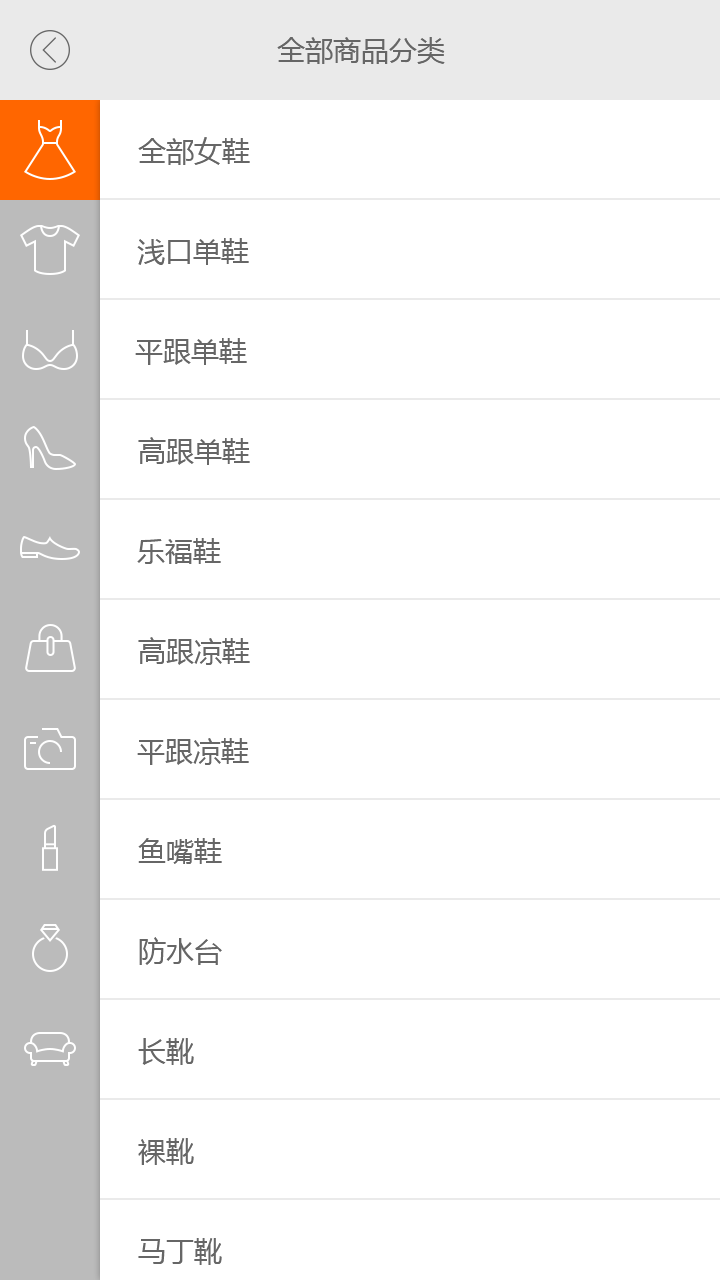 全部商品分类
全部女鞋
浅口单鞋
平跟单鞋
高跟单鞋
乐福鞋
高跟凉鞋
平跟凉鞋
鱼嘴鞋
防水台
长靴
裸靴
马丁靴